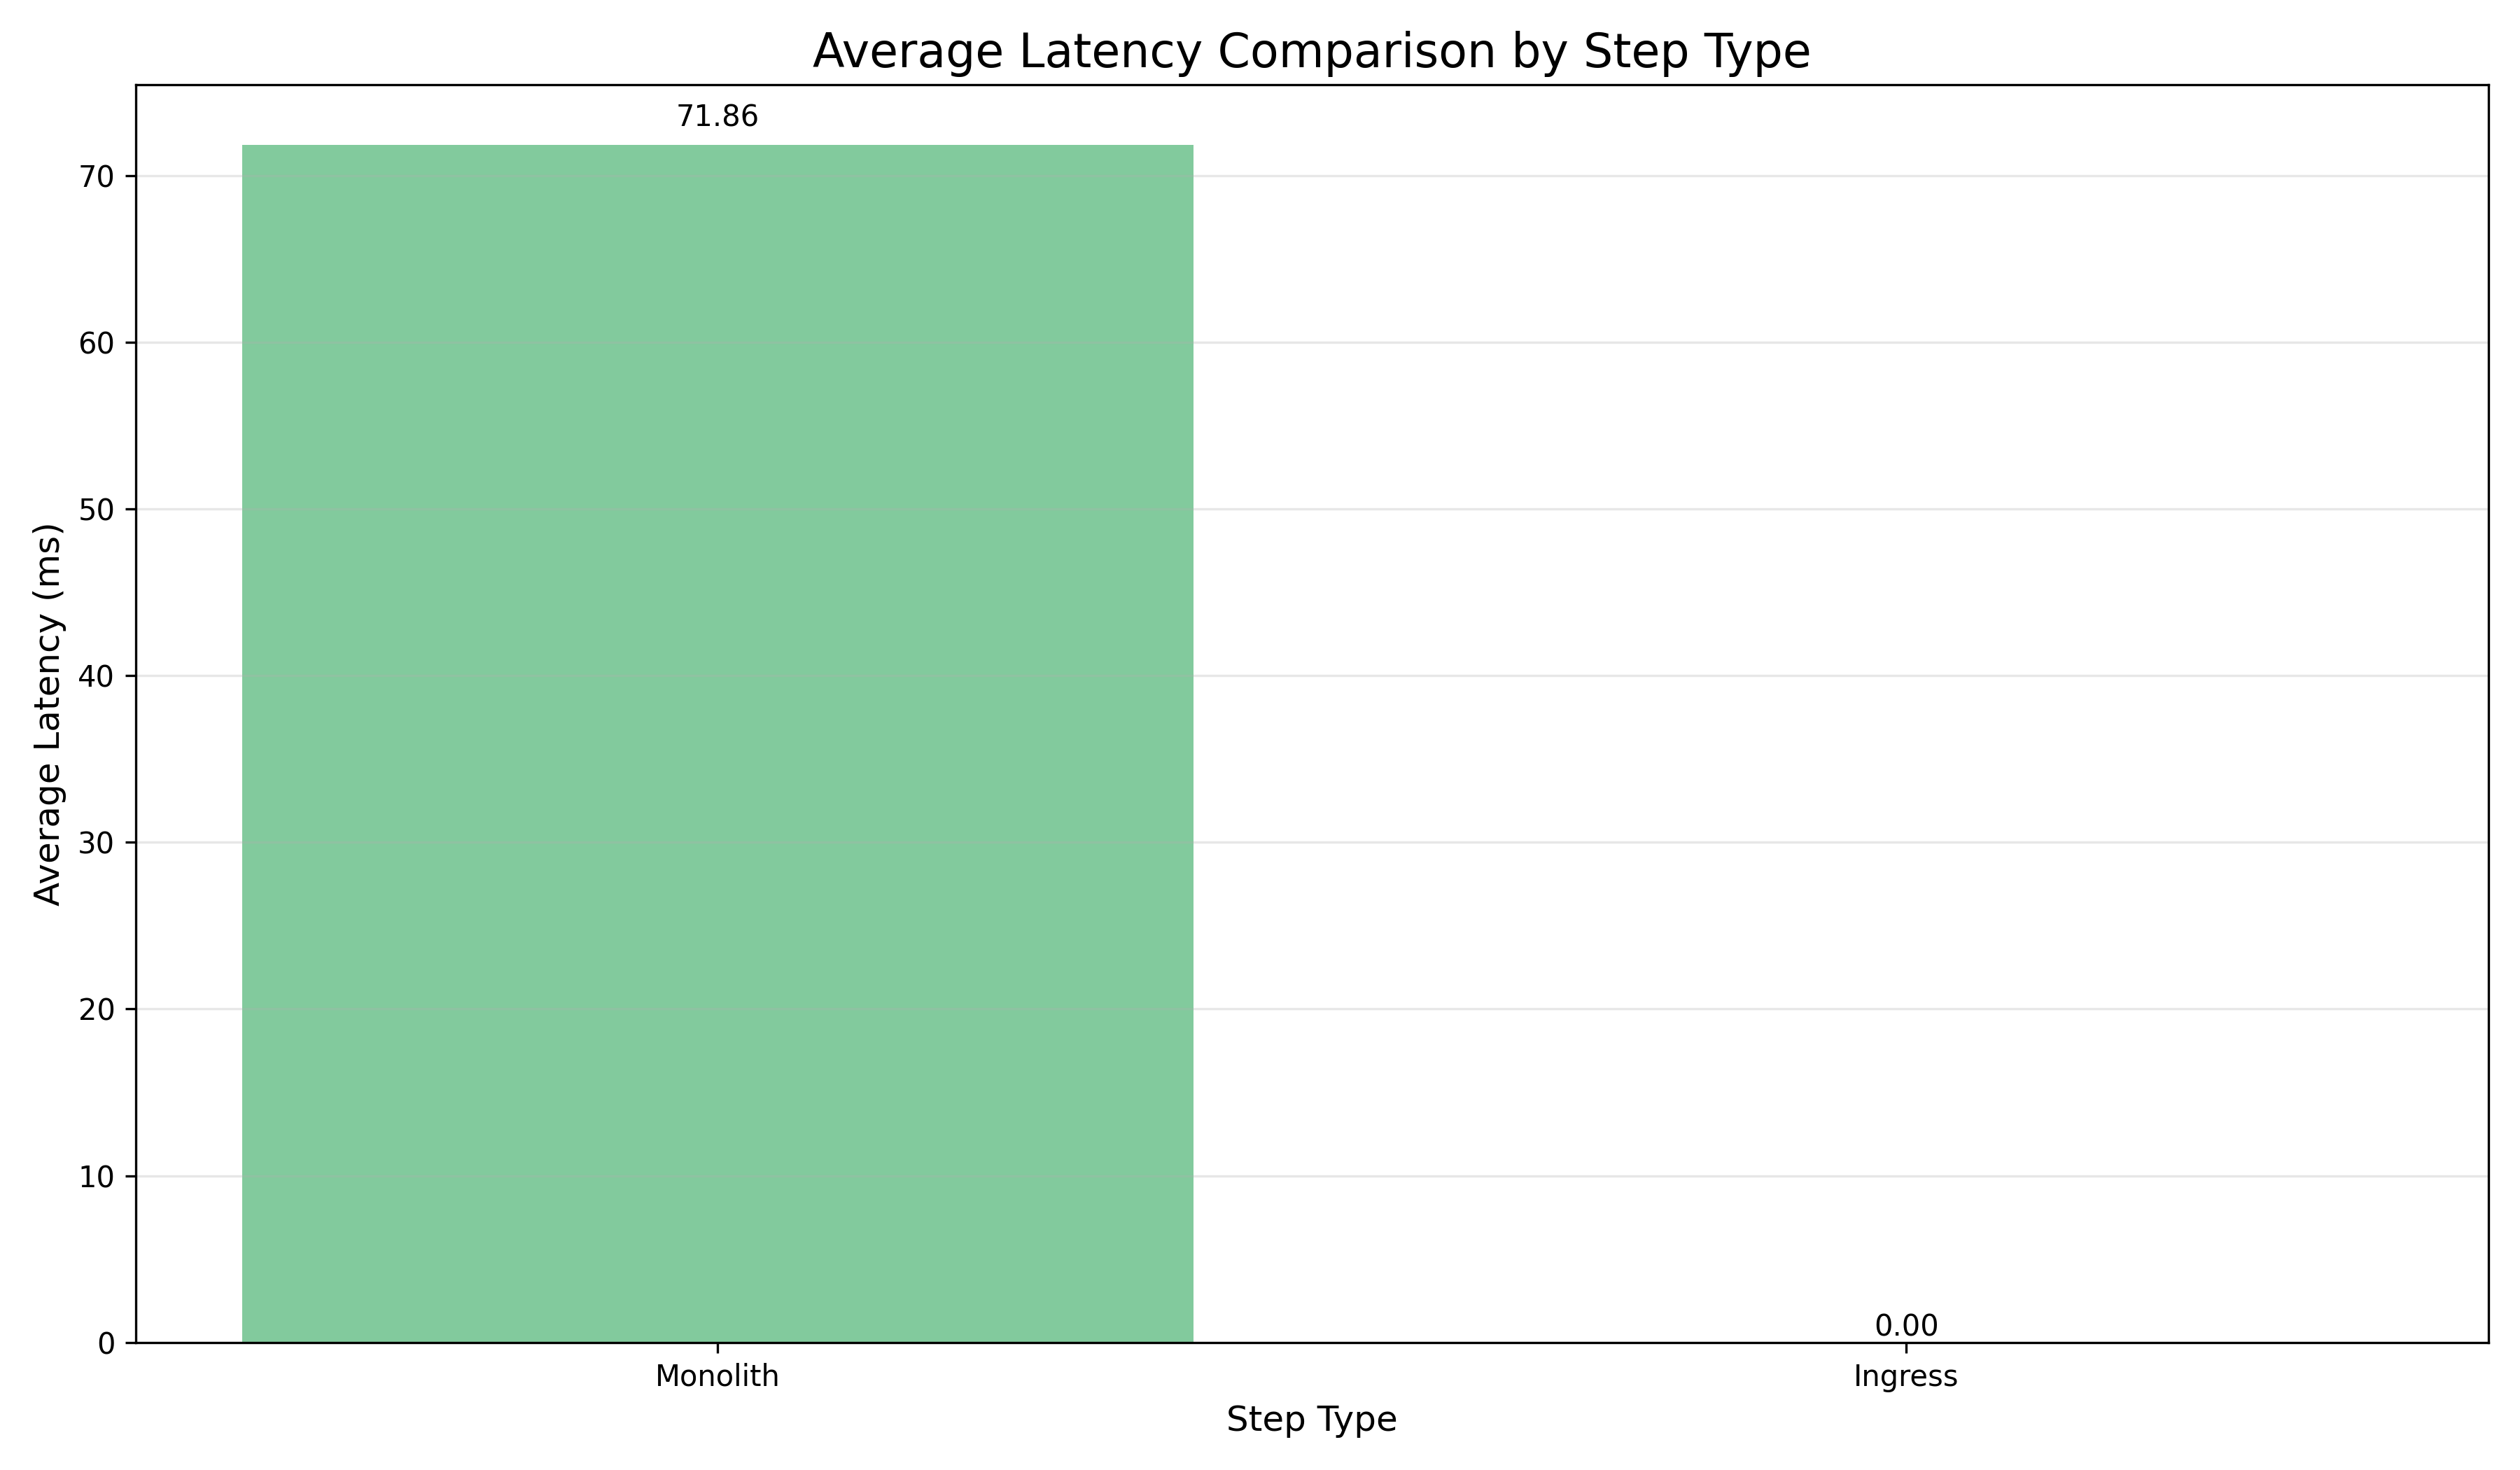 Average Latency Comparison by Step Type
71.86
70
60
50
40
30
20
10
0
Average Latency (ms)
0.00
Monolith
Ingress
Step Type